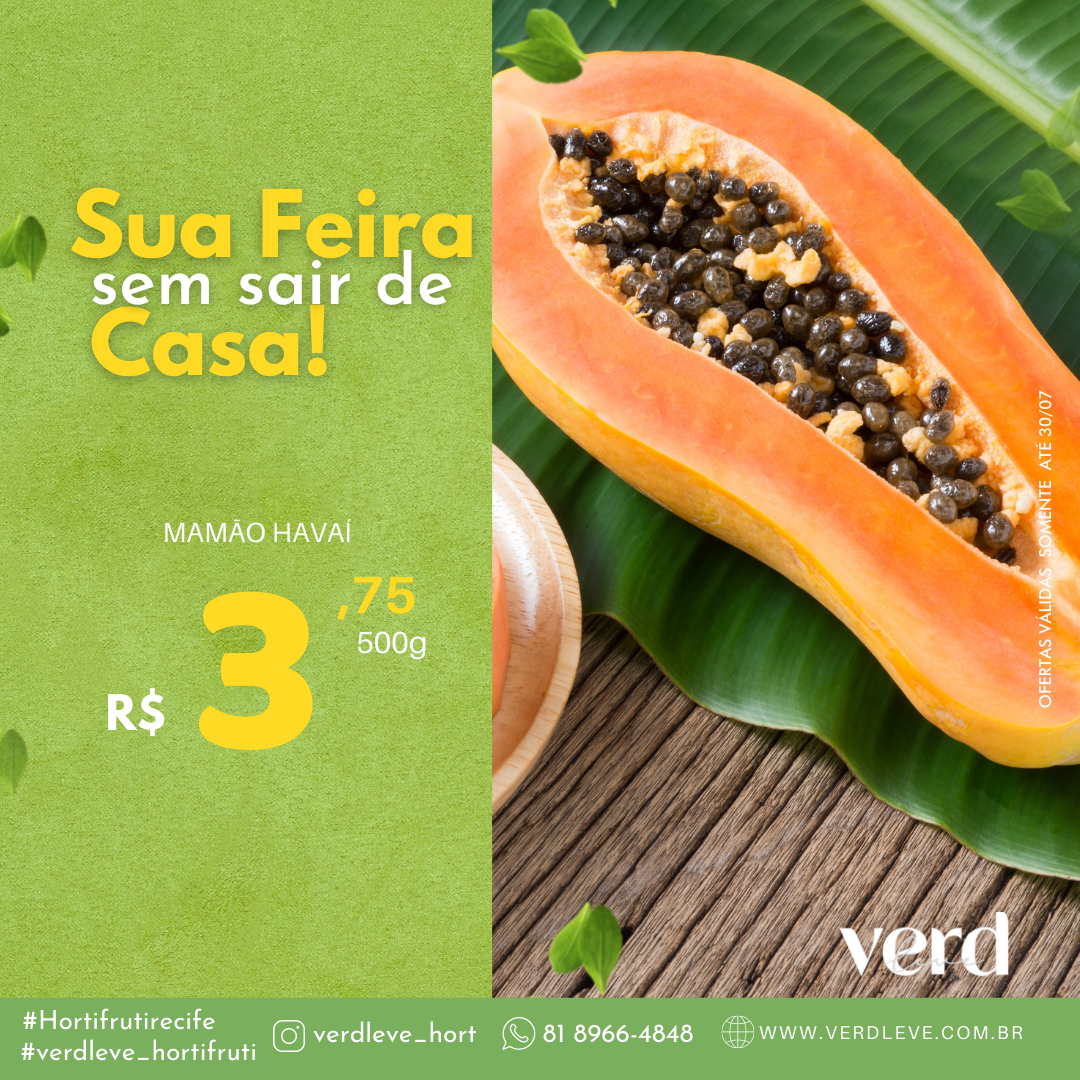 Sua Feira
sem sair de
Casa!
MAMÃO HAVAÍ
R$ 3,75
500g
OFERTAS VÁLIDAS SOMENTE ATÉ 30/07
verd
#Hortifrutirecife
#verdleve_hortifruti
verdleve_hort
81 8966-4848
WWW.VERDLEVE.COM.BR